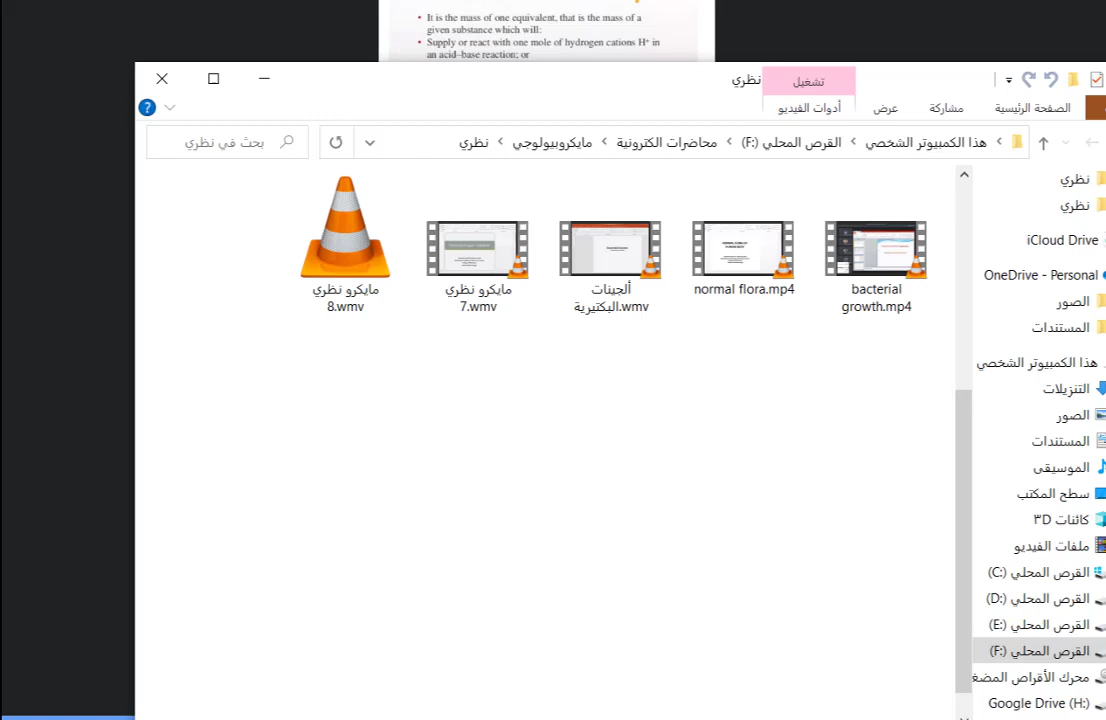 • It is the mass of one equivalent, that is the mass of a
given substance which will:
• Supply or react with one mole of hydrogen cations H⁺ in
an acid–base reaction; or
نظري
تشغيل
الصفحة الرئيسية
مشاركة
عرض
أدوات الفيديو
?
هذا الكمبيوتر الشخصي
القرص المحلي (F:)
محاضرات الكترونية
مايكروبيولوجي
نظري
بحث في نظري
نظري
نظري
iCloud Drive
OneDrive - Personal
الصور
المستندات
هذا الكمبيوتر الشخصي
التنزيلات
الصور
المستندات
الموسيقى
سطح المكتب
كائنات ٣D
ملفات الفيديو
القرص المحلي (C:)
القرص المحلي (D:)
القرص المحلي (E:)
القرص المحلي (F:)
محرك الأقراص المضغ
Google Drive (H:)
bacterial
growth.mp4
normal flora.mp4
ألجينات
البكتيرية.wmv
مايكرو نظري
7.wmv
مايكرو نظري
8.wmv